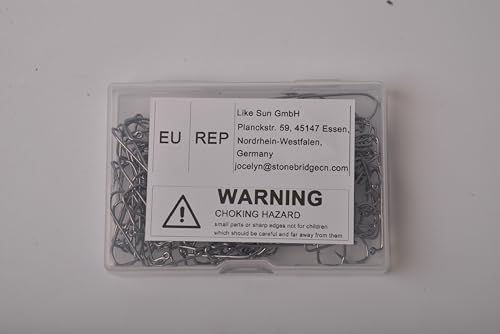 EU REP
Like Sun GmbH
Planckstr. 59, 45147 Essen,
Nordrhein-Westfalen,
Germany
jocelyn@stonebridgecn.com
WARNING
CHOKING HAZARD
small parts or sharp edges not for children
which should be careful and far away from them